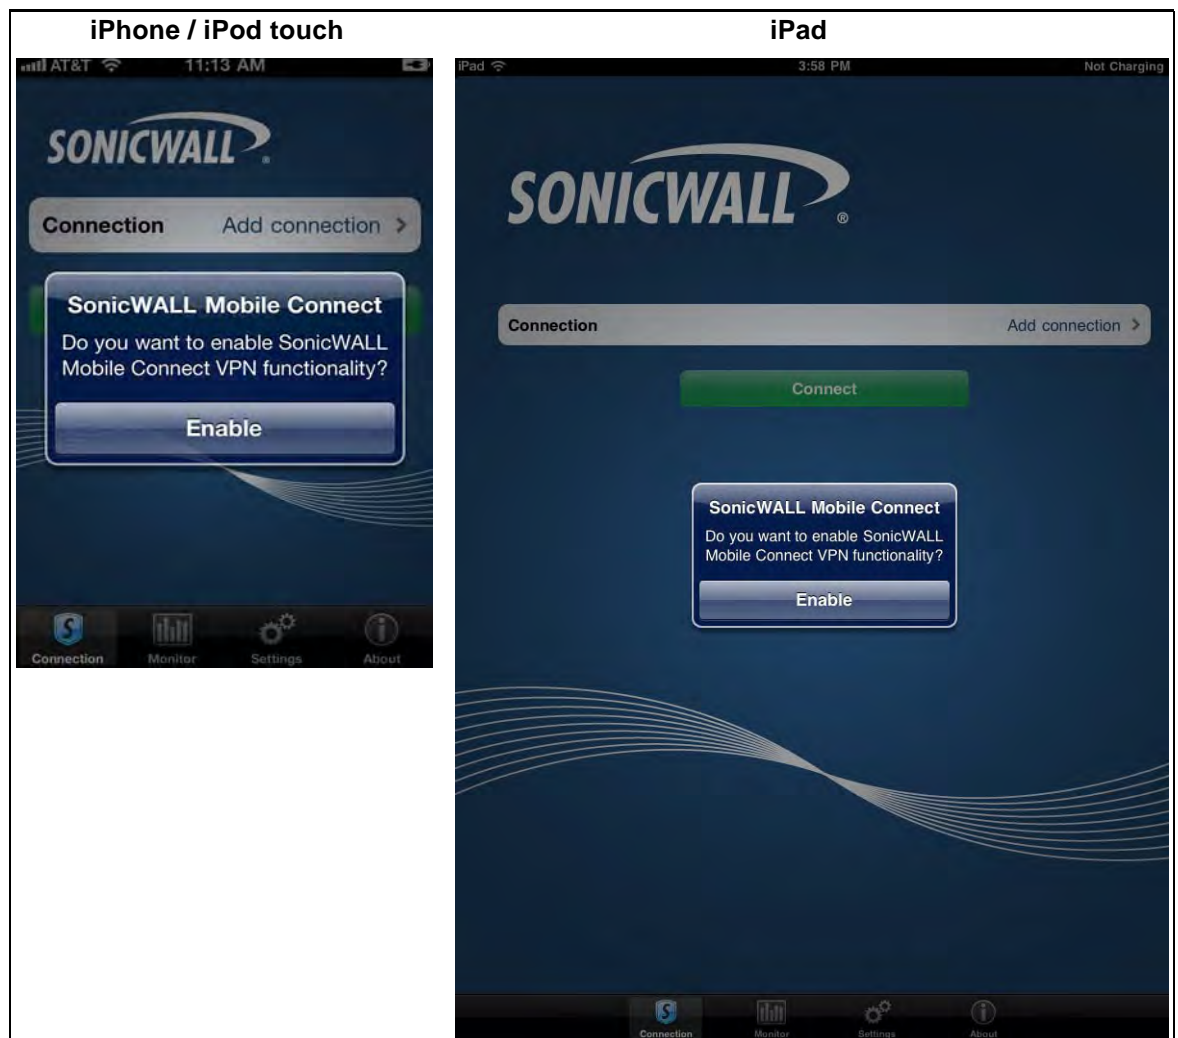 iPhone / iPod touch
AT&T
11:13 AM
SONICWALL®
Connection
Add connection >
SonicWALL Mobile Connect
Do you want to enable SonicWALL
Mobile Connect VPN functionality?
Enable
Connection
Monitor
Settings
About
iPad
iPad
3:58 PM
Not Charging
SONICWALL®
Connection
Add connection >
Connect
SonicWALL Mobile Connect
Do you want to enable SonicWALL
Mobile Connect VPN functionality?
Enable
Connection
Monitor
Settings
About